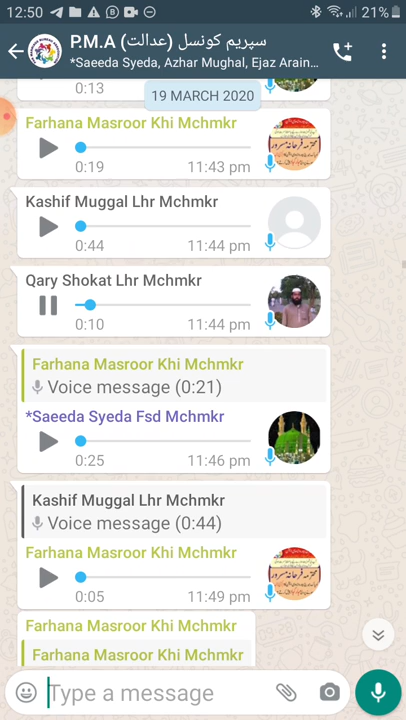 12:50
21%
P.M.A سپریم کونسل (عدالت)
*Saeeda Syeda, Azhar Mughal, Ejaz Arain…
0:13
19 MARCH 2020
Farhana Masroor Khi Mchmkr
0:19 11:43 pm
Kashif Muggal Lhr Mchmkr
0:44 11:44 pm
Qary Shokat Lhr Mchmkr
0:10 11:44 pm
Farhana Masroor Khi Mchmkr
Voice message (0:21)
*Saeeda Syeda Fsd Mchmkr
0:25 11:46 pm
Kashif Muggal Lhr Mchmkr
Voice message (0:44)
Farhana Masroor Khi Mchmkr
0:05 11:49 pm
Farhana Masroor Khi Mchmkr
Farhana Masroor Khi Mchmkr
Type a message